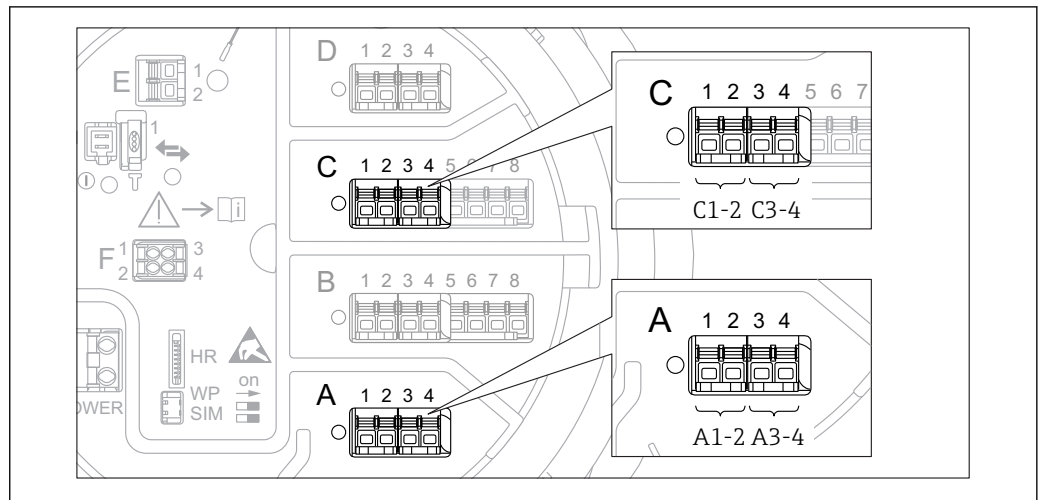 D 1 2 3 4
E 1
2
1
C 1 2 3 4 5 6 7 8
C 1 2 3 4 5 6 7
C1-2 C3-4
i
F 1 3
2 4
B 1 2 3 4 5 6 7 8
A 1 2 3 4
A1-2 A3-4
HR
on
WP
SIM
OWER
A 1 2 3 4